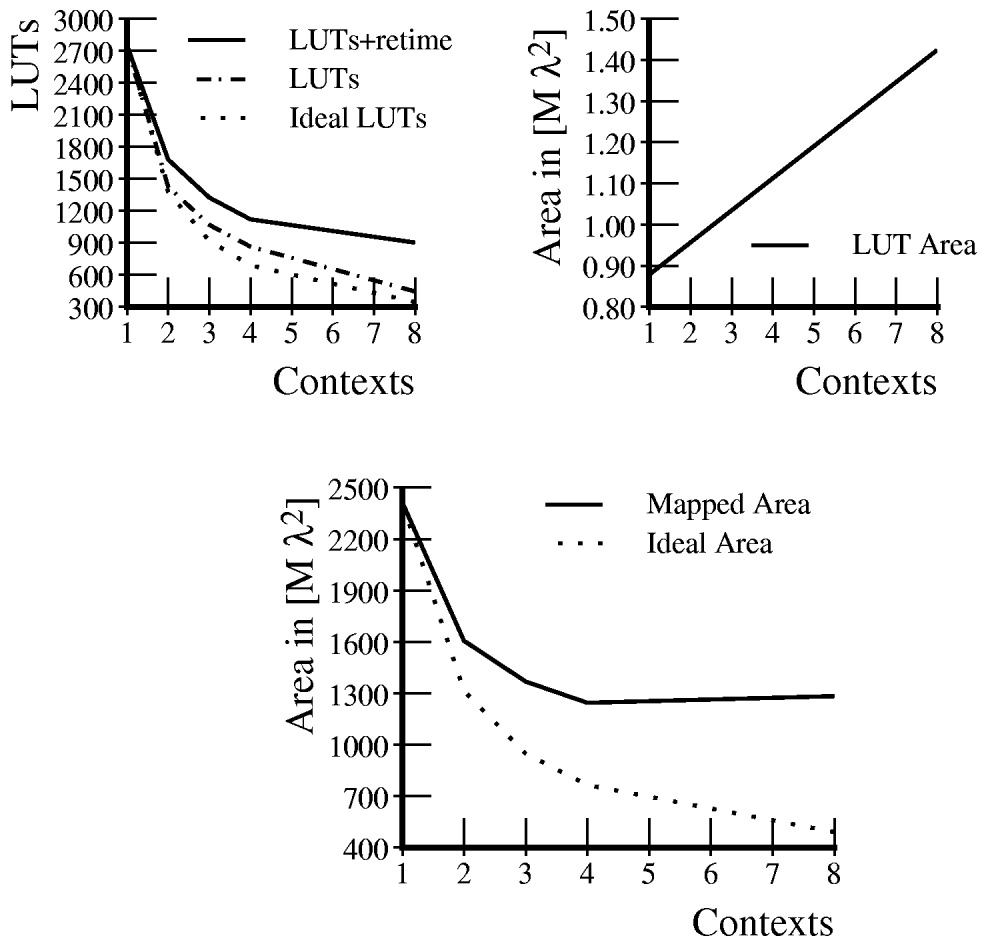 LUTs
3000
2700
2400
2100
1800
1500
1200
900
600
300
LUTs+retime
LUTs
Ideal LUTs
1 2 3 4 5 6 7 8
Contexts
Area in [M λ²]
1.50
1.40
1.30
1.20
1.10
1.00
0.90
0.80
LUT Area
1 2 3 4 5 6 7 8
Contexts
Area in [M λ²]
2500
2200
1900
1600
1300
1000
700
400
Mapped Area
Ideal Area
1 2 3 4 5 6 7 8
Contexts